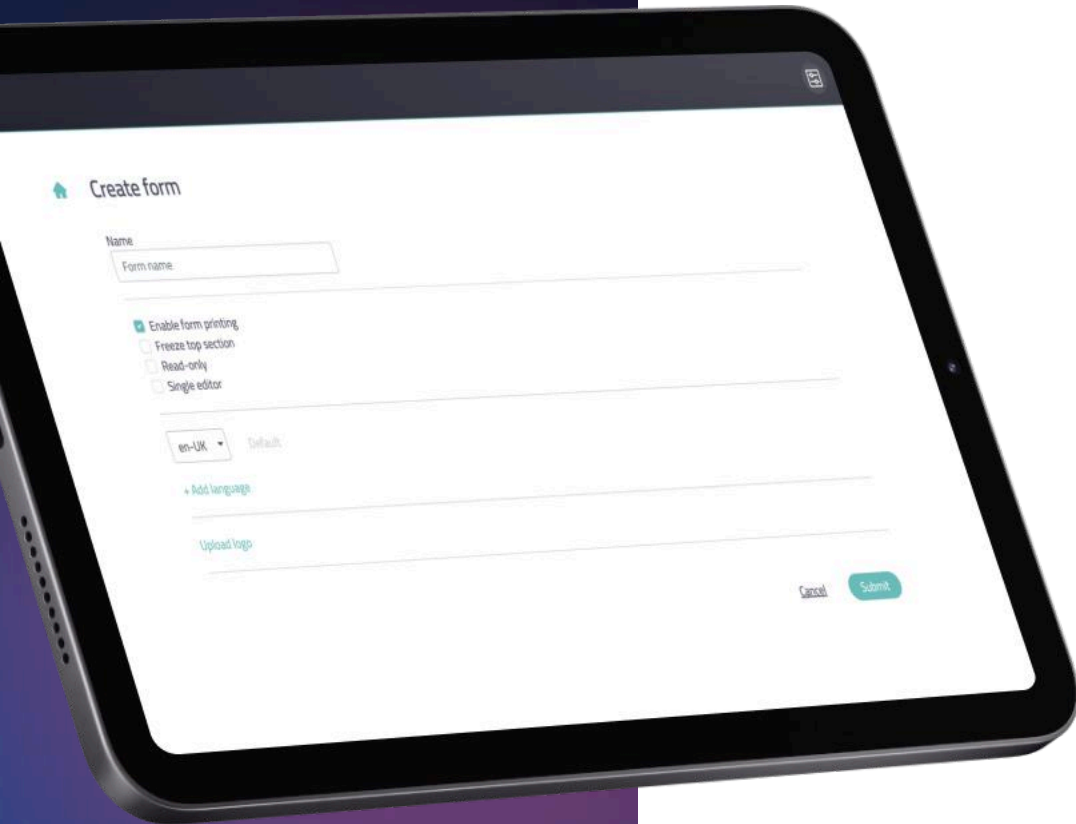 Create form
Name
Form name
Enable form printing
Freeze top section
Read-only
Single editor
en-UK Default
+ Add language
Upload logo
Cancel Submit